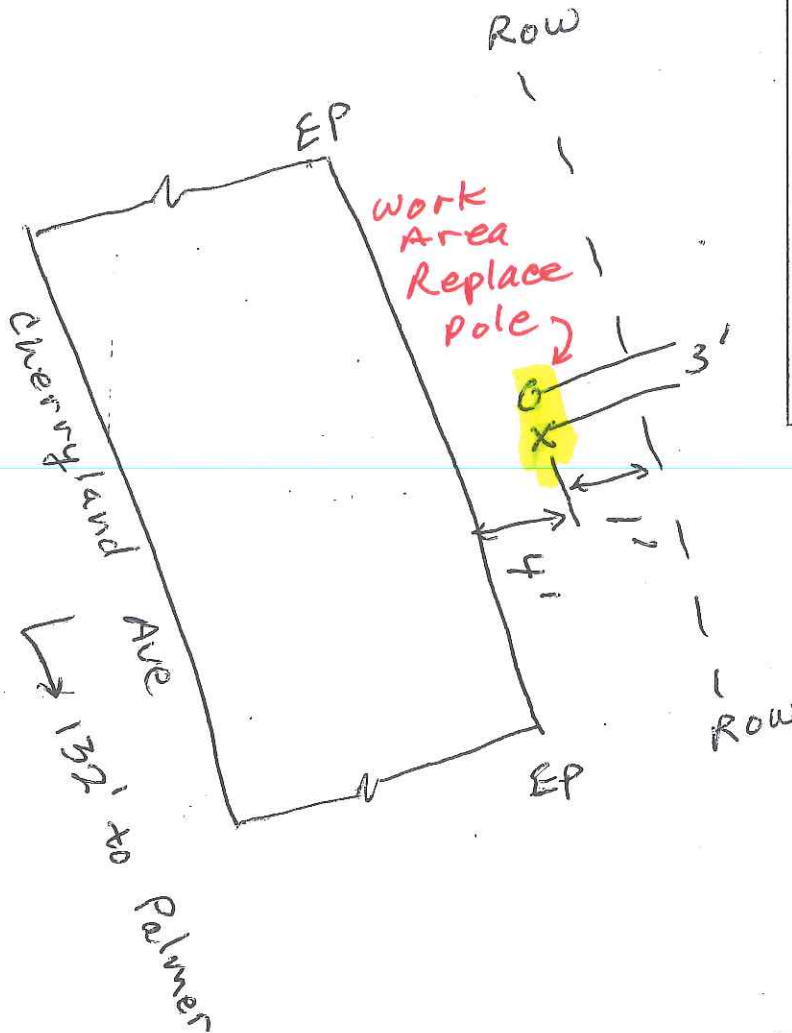 Row
EP
Work
Area
Replace
Pole
O
3'
X
1'
4'
Cherryland Ave
132' to Palmer
Row
EP